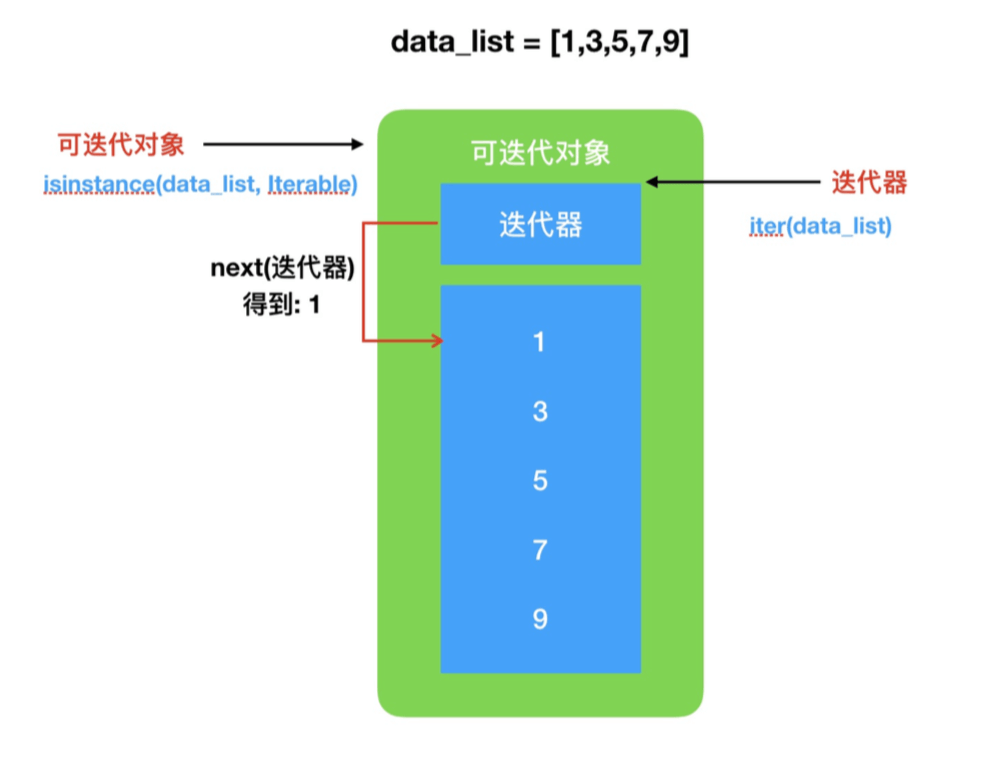 data_list = [1,3,5,7,9]
可迭代对象
isinstance(data_list, Iterable)
可迭代对象
迭代器
iter(data_list)
迭代器
next(迭代器)
得到: 1
1
3
5
7
9